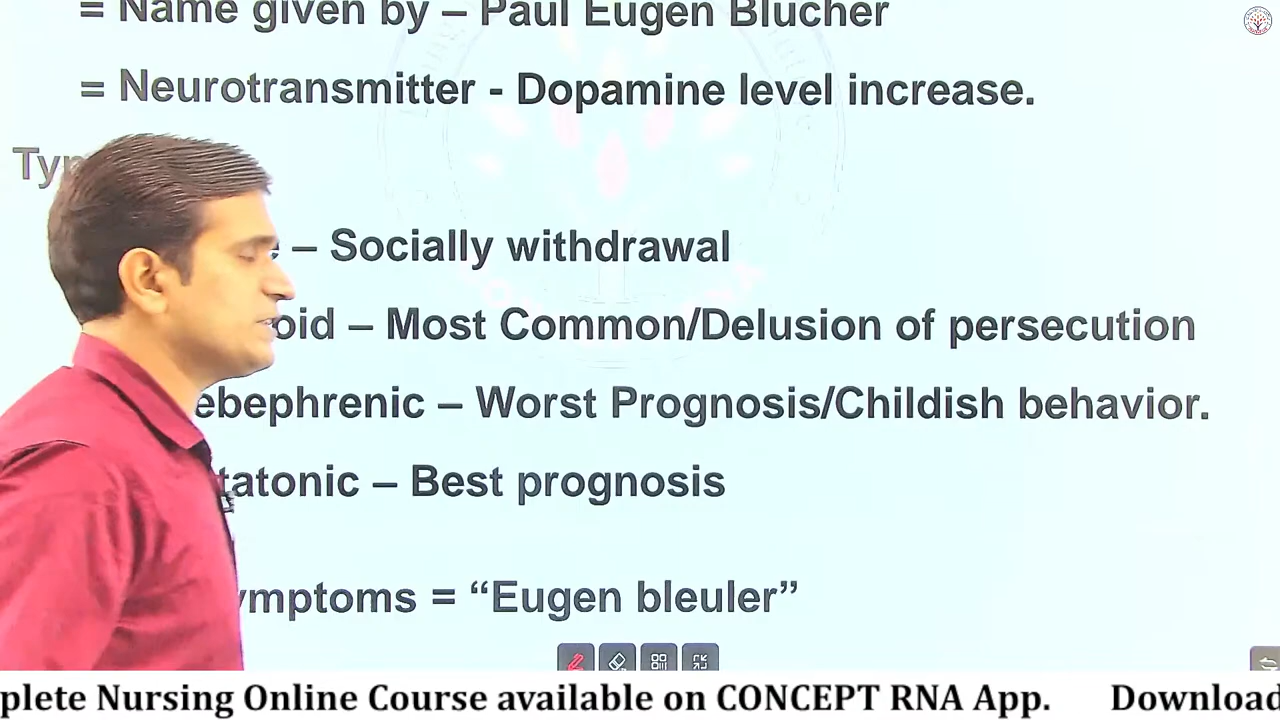 = Name given by – Paul Eugen Blucher
= Neurotransmitter - Dopamine level increase.
– Socially withdrawal
oid – Most Common/Delusion of persecution
ebephrenic – Worst Prognosis/Childish behavior.
tatonic – Best prognosis
ymptoms = “Eugen bleuler”
plete Nursing Online Course available on CONCEPT RNA App. Download